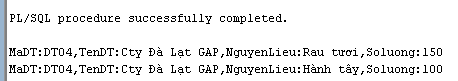 PL/SQL procedure successfully completed.
MaDT:DT04,TenDT:Cty Đà Lạt GAP,NguyenLieu:Rau tươi,Soluong:150
MaDT:DT04,TenDT:Cty Đà Lạt GAP,NguyenLieu:Hành tây,Soluong:100